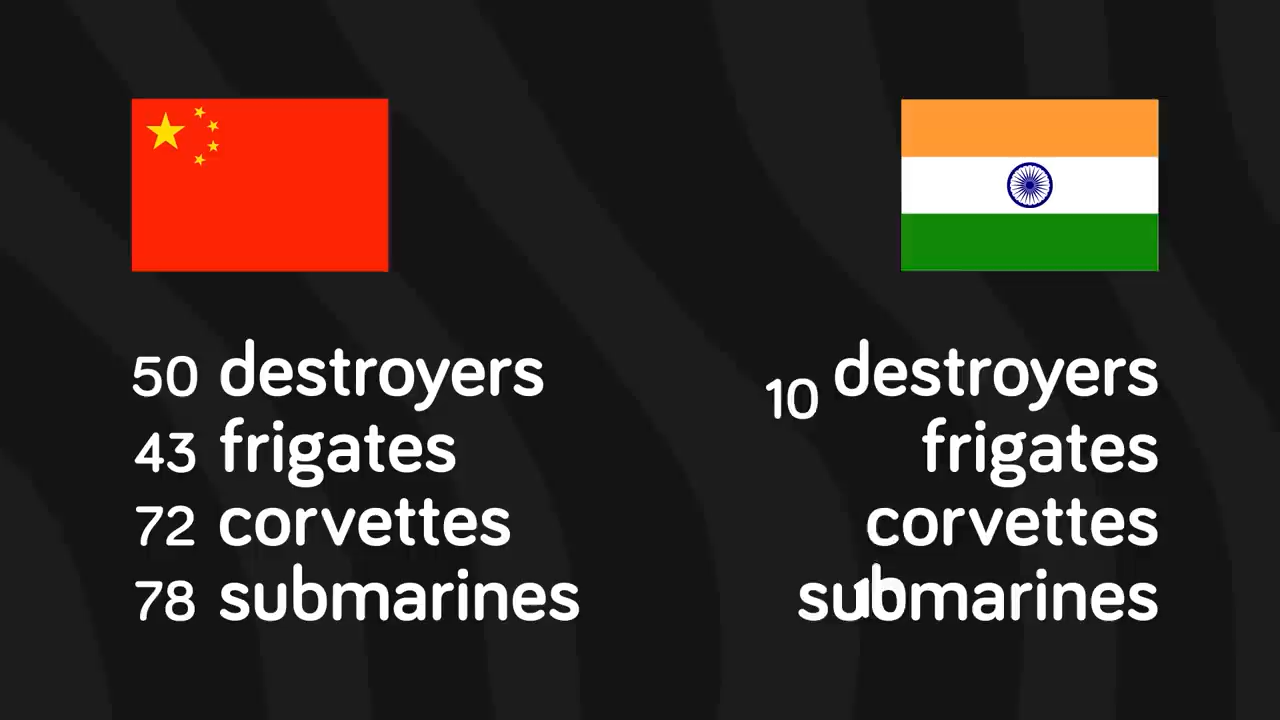 50 destroyers
43 frigates
72 corvettes
78 submarines
10 destroyers
frigates
corvettes
submarines